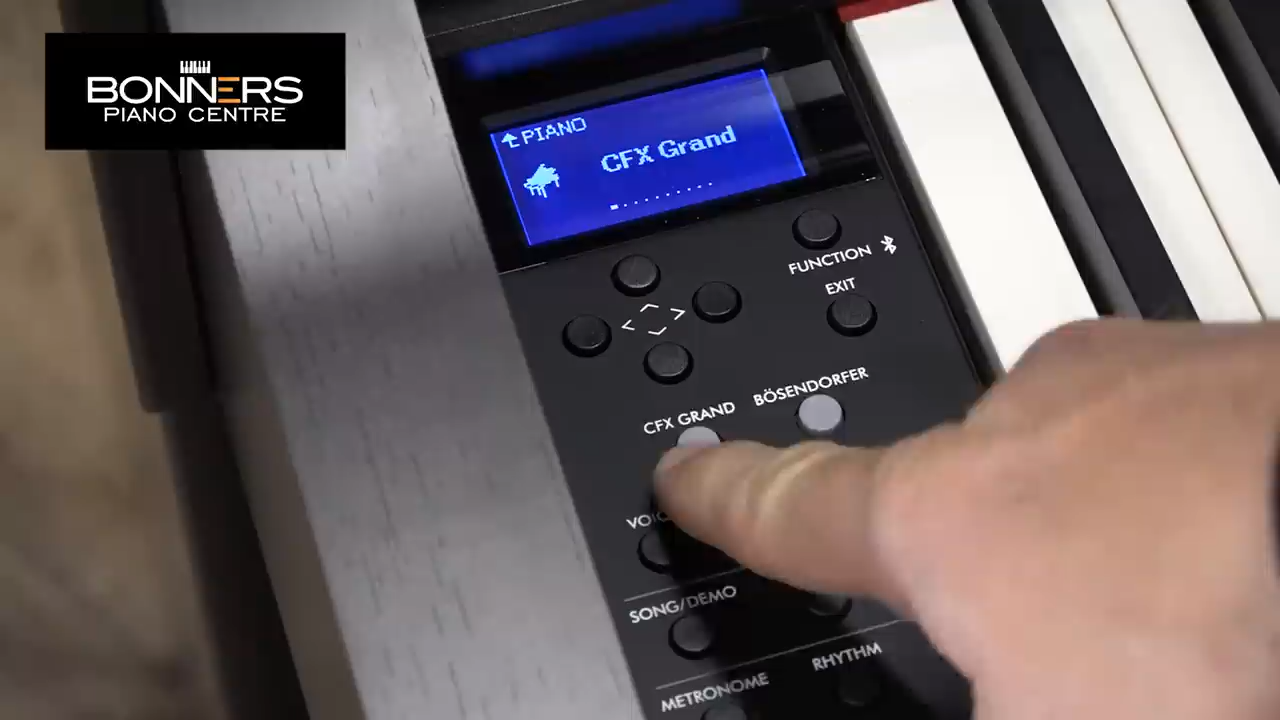 BONNERS
PIANO CENTRE
PIANO
CFX Grand
FUNCTION
EXIT
CFX GRAND
BÖSENDORFER
SONG/DEMO
RHYTHM
METRONOME